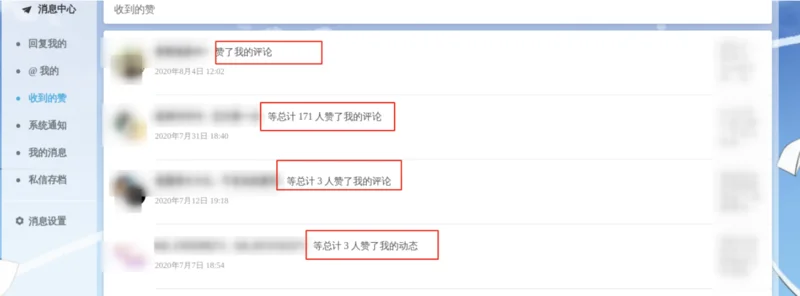 消息中心
收到的赞
回复我的
@ 我的
收到的赞
系统通知
我的消息
私信存档
消息设置
赞了我的评论
2020年8月4日 12:02
等总计 171 人赞了我的评论
2020年7月31日 18:40
等总计 3 人赞了我的评论
2020年7月12日 19:18
等总计 3 人赞了我的动态
2020年7月7日 18:54